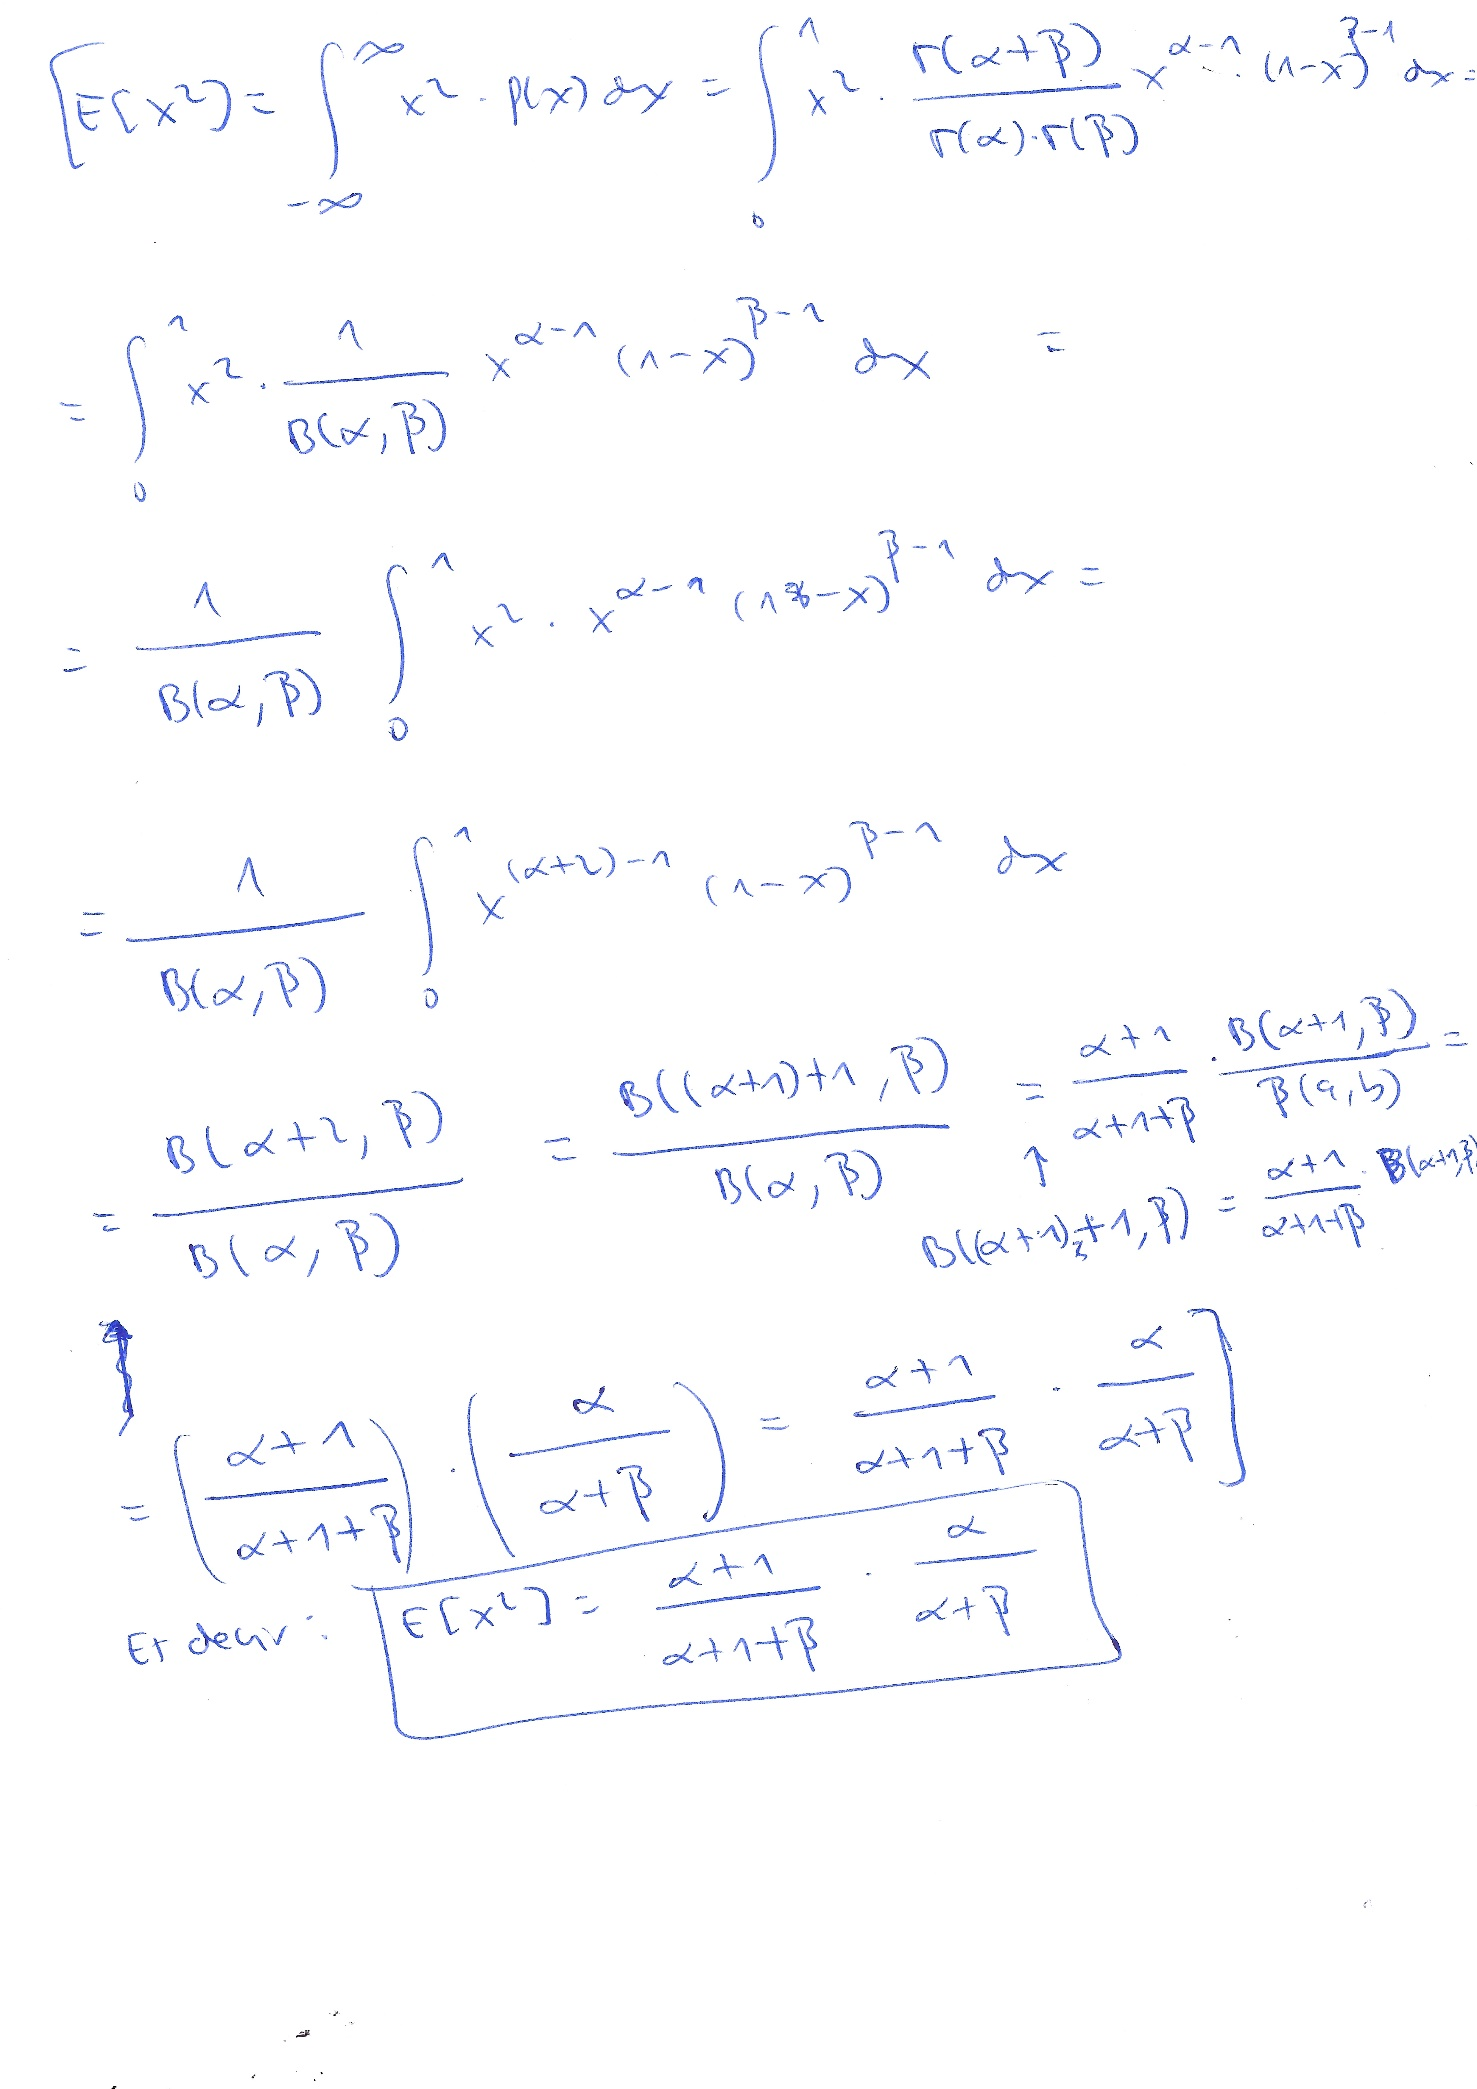 [E[x²) = ∫_{-∞}^{∞} x² · p(x) dx = ∫_0^1 x² · Γ(α+β) / Γ(α)·Γ(β) x^{α-1} · (1-x)^{β-1} dx =
= ∫_0^1 x² · 1 / B(α, β) x^{α-1} (1-x)^{β-1} dx =
= 1 / B(α, β) ∫_0^1 x² · x^{α-1} (1-x)^{β-1} dx =
= 1 / B(α, β) ∫_0^1 x^{(α+2)-1} (1-x)^{β-1} dx
= B(α+2, β) / B(α, β) = B((α+1)+1, β) / B(α, β) = α+1 / α+1+β · B(α+1, β) / β(a, b) =
↑
B((α+1)+1, β) = α+1 / α+1+β · B(α+1, β)
= (α+1 / α+1+β) · (α / α+β) = α+1 / α+1+β · α / α+β]
Es decir: E[x²] = α+1 / α+1+β · α / α+β